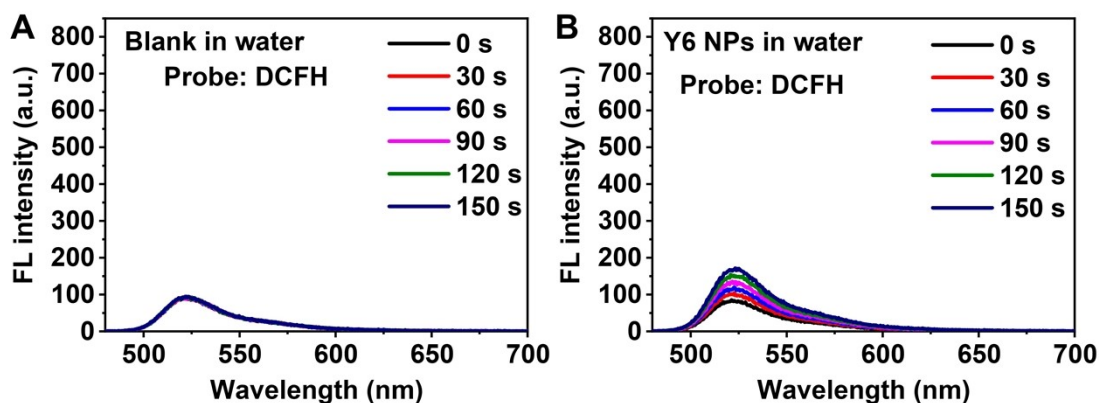 A
Blank in water
Probe: DCFH
0 s
30 s
60 s
90 s
120 s
150 s
800
700
600
500
400
300
200
100
0
FL intensity (a.u.)
500
550
600
650
700
Wavelength (nm)
B
Y6 NPs in water
Probe: DCFH
0 s
30 s
60 s
90 s
120 s
150 s
800
700
600
500
400
300
200
100
0
FL intensity (a.u.)
500
550
600
650
700
Wavelength (nm)